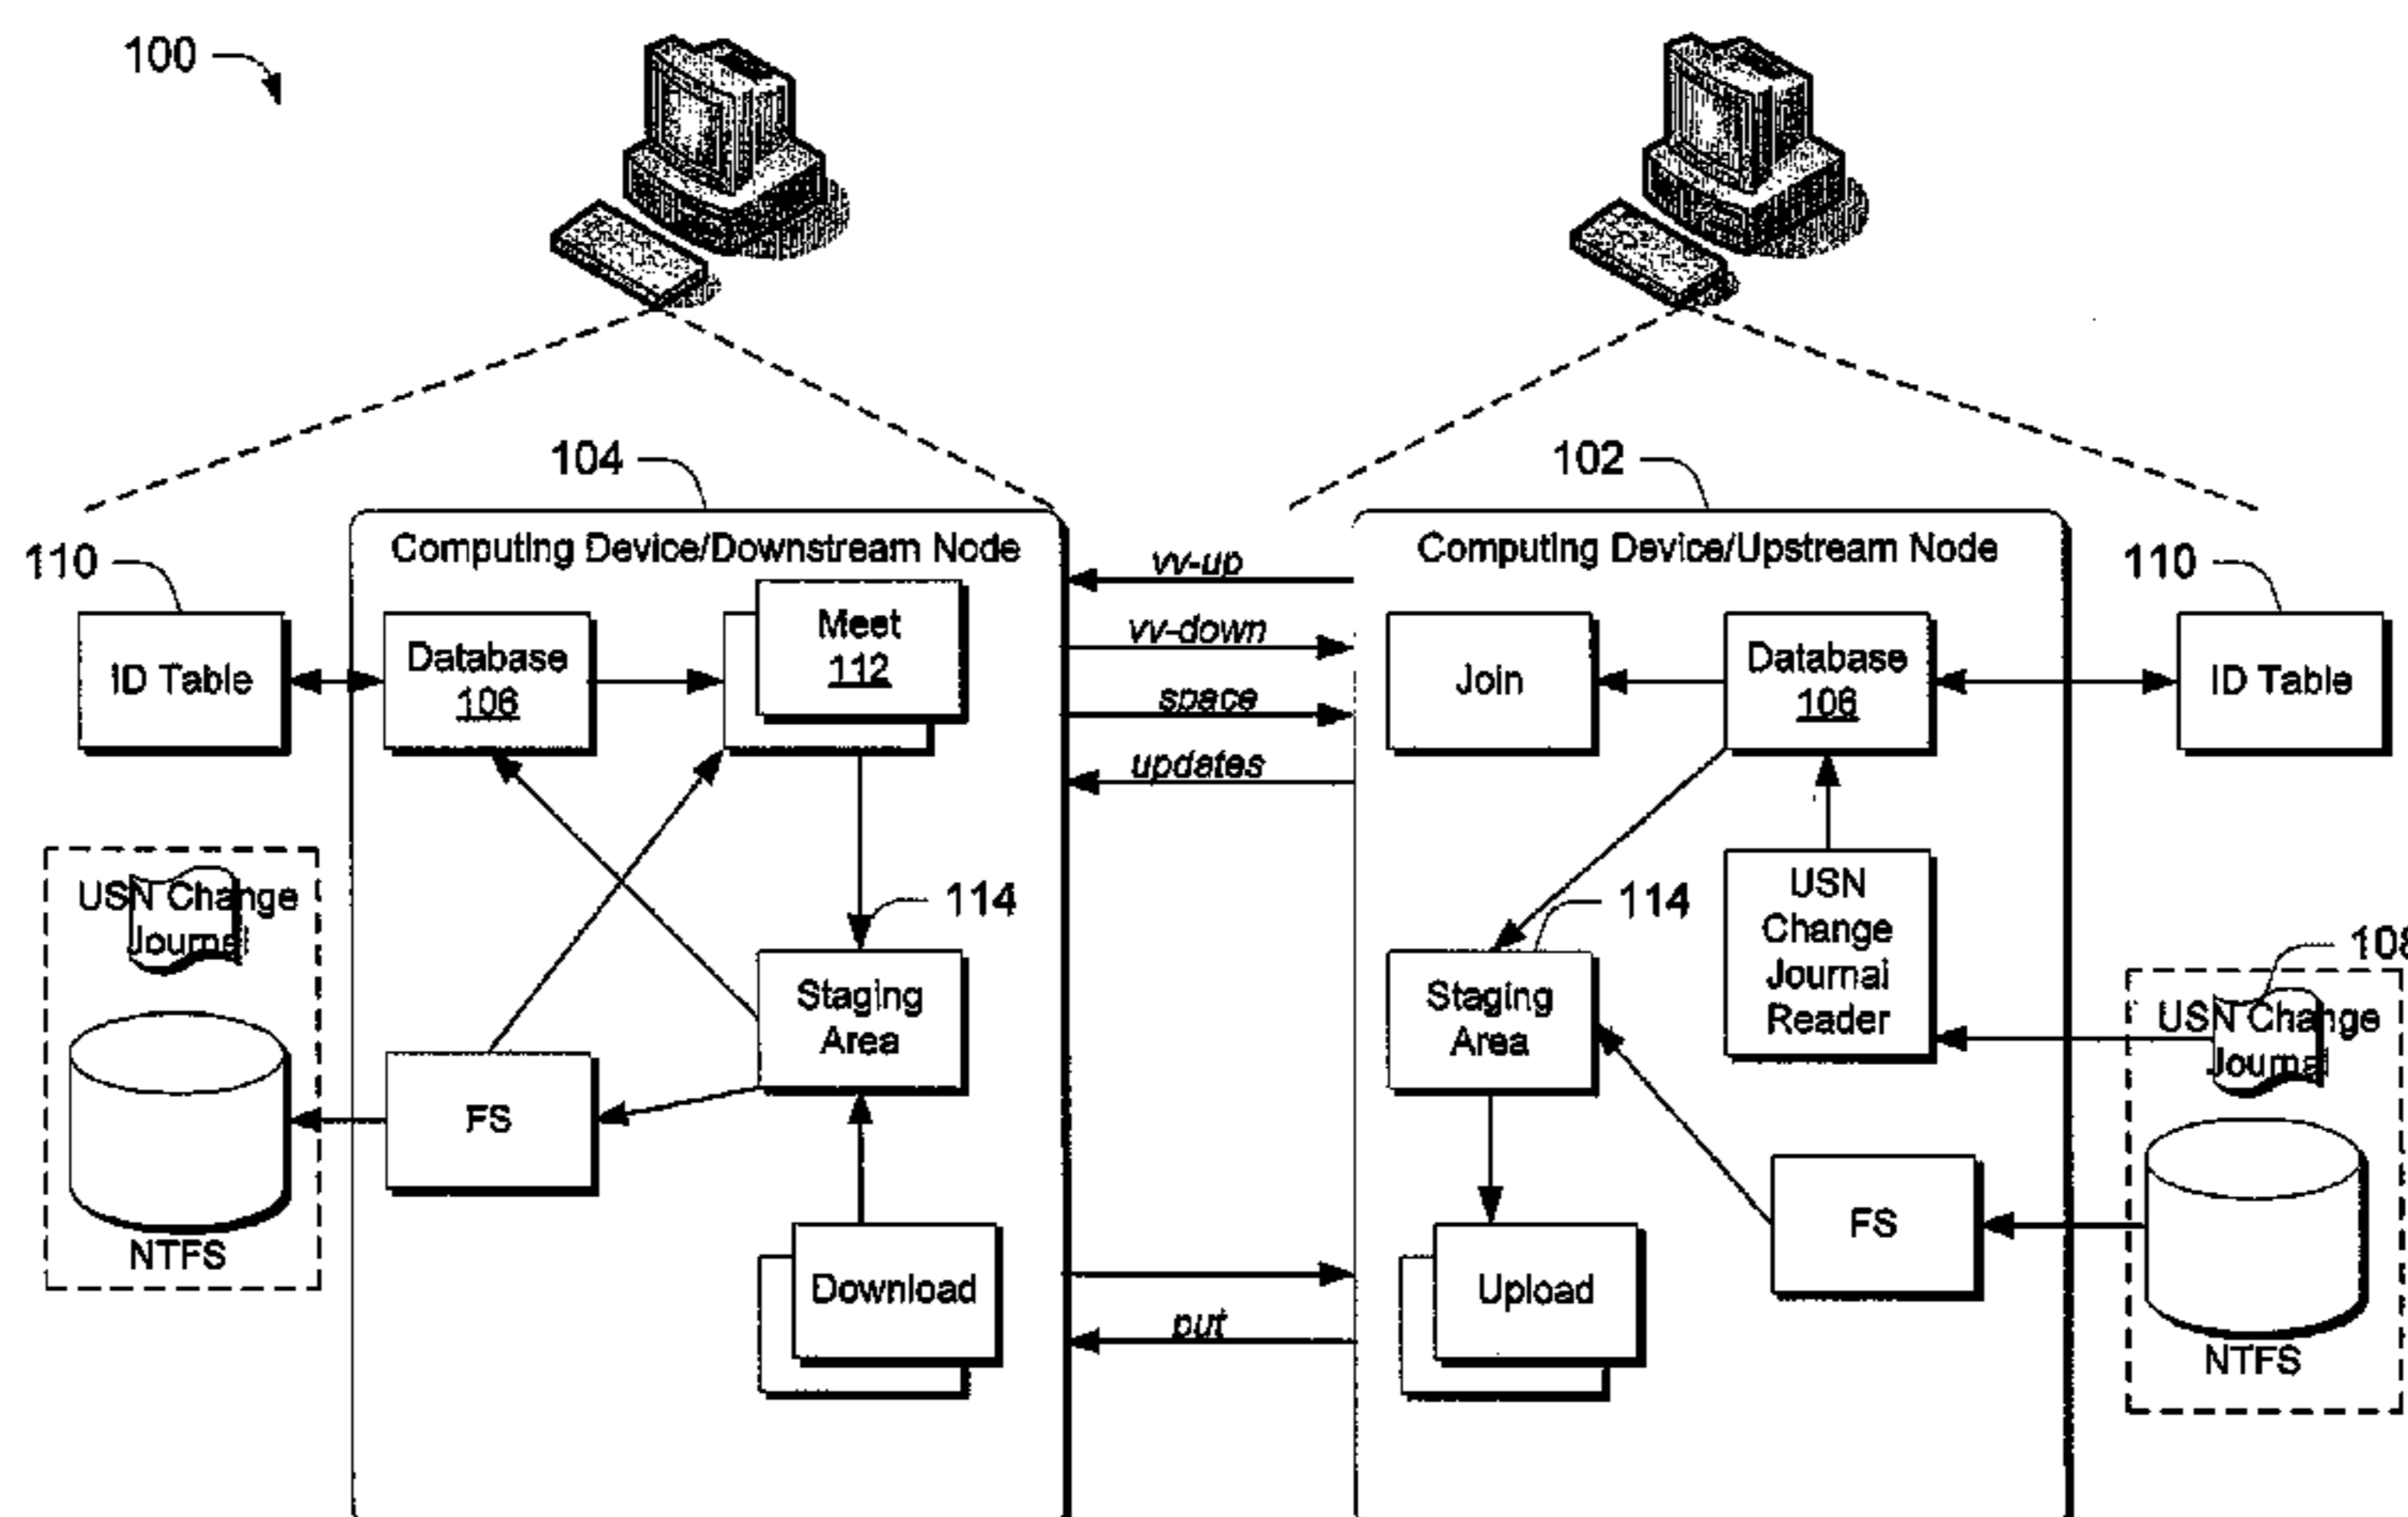 100
104
102
Computing Device/Downstream Node
Computing Device/Upstream Node
110
110
vv-up
vv-down
space
updates
ID Table
Database
106
Meet
112
Join
Database
106
ID Table
USN Change
Journal
114
Staging
Area
FS
NTFS
Download
114
Staging
Area
USN
Change
Journal
Reader
108
USN Change
Journal
FS
NTFS
Upload
put